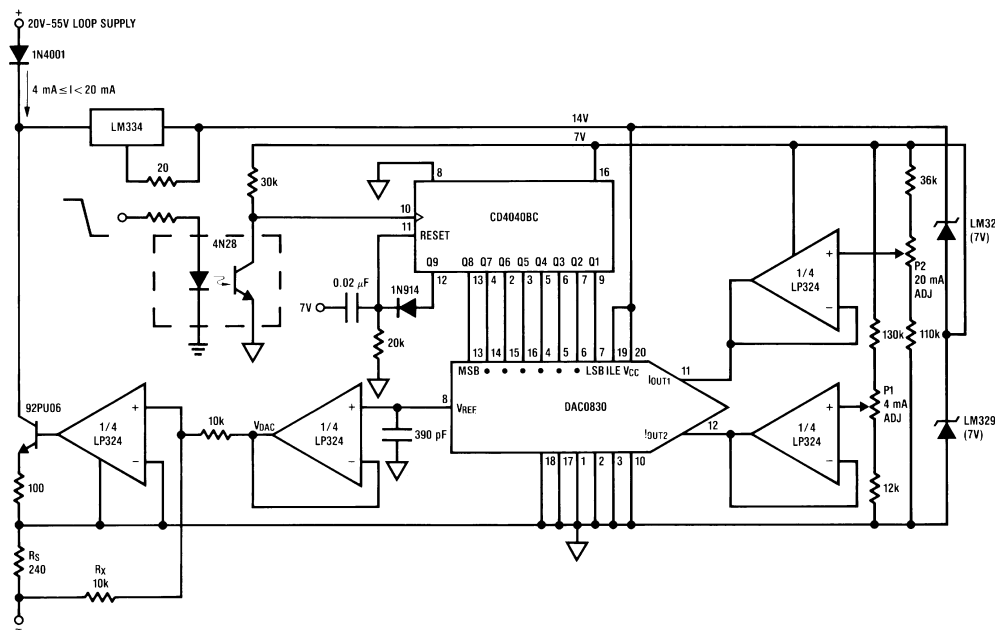 +
20V–55V LOOP SUPPLY
1N4001
4 mA ≤ I < 20 mA
LM334
20
14V
7V
30k
8
16
CD4040BC
10
11
RESET
Q9
Q8 Q7 Q6 Q5 Q4 Q3 Q2 Q1
12
13 4 2 3 5 6 7 9
4N28
0.02 μF
1N914
7V
20k
36k
LM32
(7V)
+
−
1/4
LP324
P2
20 mA
ADJ
130k
110k
13 14 15 16 4 5 6 7 19 20
MSB
LSB ILE VCC
IOUT1
11
DAC0830
8
VREF
390 pF
IOUT2
12
+
−
1/4
LP324
P1
4 mA
ADJ
LM329
(7V)
12k
18 17 1 2 3 10
92PU06
+
−
1/4
LP324
10k
VDAC
+
−
1/4
LP324
100
RS
240
RX
10k